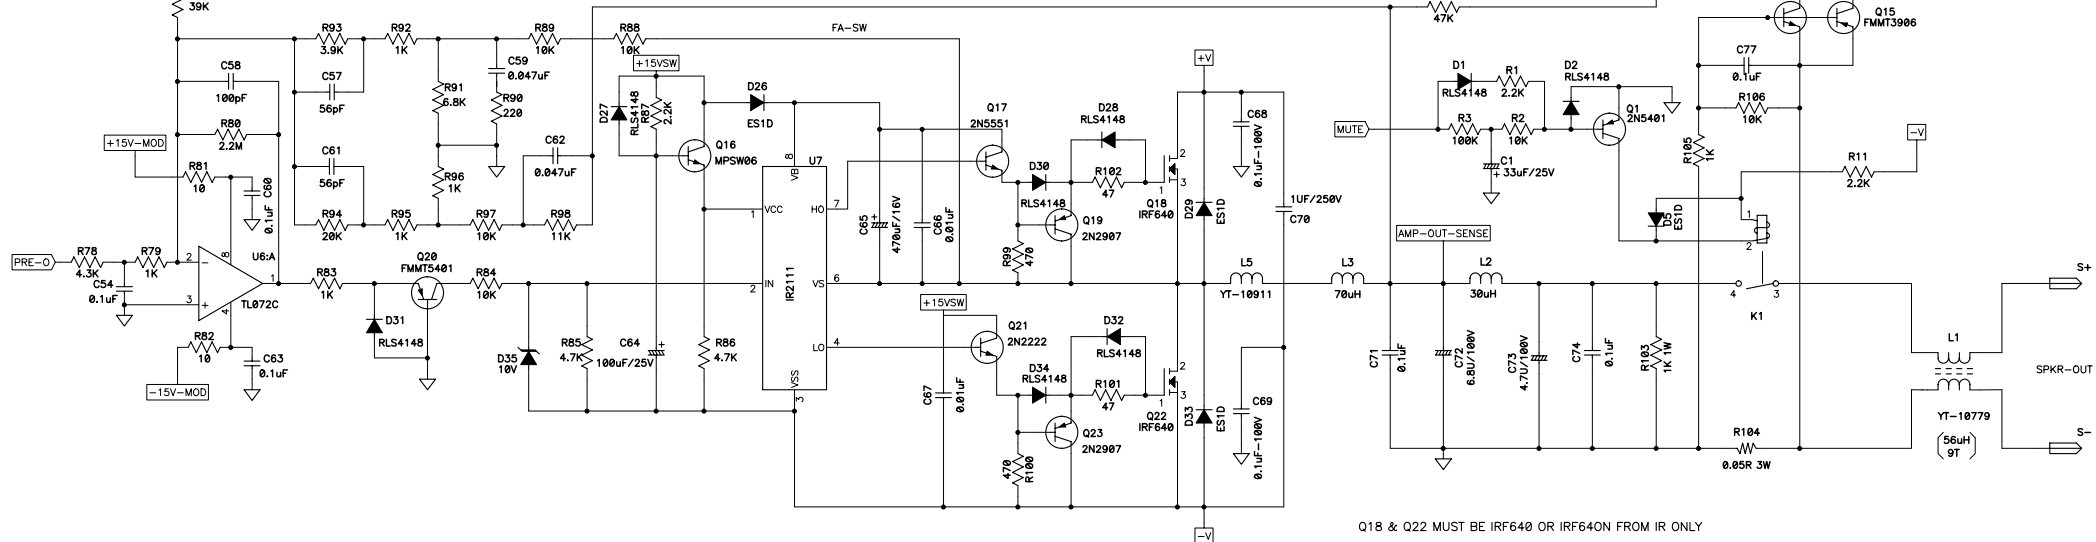 39K
R93
3.9K
R92
1K
R89
10K
R88
10K
FA-SW
47K
Q15
FMMT3906
C58
100pF
C57
56pF
C59
0.047uF
R91
6.8K
R90
220
+15VSW
D27
RLS4148
R87
2.2K
D26
ES1D
Q17
2N5551
D28
RLS4148
+V
C68
0.1uF-100V
D1
RLS4148
R1
2.2K
D2
RLS4148
C77
0.1uF
R106
10K
+15V-MOD
R80
2.2M
R81
10
C60
0.1uF
C61
56pF
C62
0.047uF
Q16
MPSW06
U7
8
VB
MUTE
R3
100K
R2
10K
Q1
2N5401
C1
+ 33uF/25V
R105
1K
-V
R11
2.2K
R96
1K
R94
20K
R95
1K
R97
10K
R98
11K
1
VCC
HO
7
C65
+
470uF/16V
C66
0.01uF
D30
RLS4148
R102
47
1
2
3
Q18
IRF640
D29
ES1D
1UF/250V
C70
Q19
2N2907
R99
470
D5
ES1D
1
2
PRE-O
R78
4.3K
R79
1K
C54
0.1uF
2
3
-
+
8
4
1
U6:A
TL072C
R83
1K
Q20
FMMT5401
R84
10K
2
IN
IR2111
VS
6
L5
YT-10911
L3
70uH
AMP-OUT-SENSE
L2
30uH
4
3
K1
S+
R82
10
C63
0.1uF
-15V-MOD
D31
RLS4148
D35
10V
R85
4.7K
C64
+
100uF/25V
R86
4.7K
LO
4
VSS
3
+15VSW
Q21
2N2222
C67
0.01uF
D32
RLS4148
D34
RLS4148
R101
47
1
2
3
Q22
IRF640
D33
ES1D
C69
0.1uF-100V
Q23
2N2907
470
R100
C71
0.1uF
C72
6.8U/100V
C73
4.7U/100V
C74
0.1uF
R103
1K 1W
R104
0.05R 3W
L1
SPKR-OUT
YT-10779
56uH
9T
S-
-V
Q18 & Q22 MUST BE IRF640 OR IRF640N FROM IR ONLY